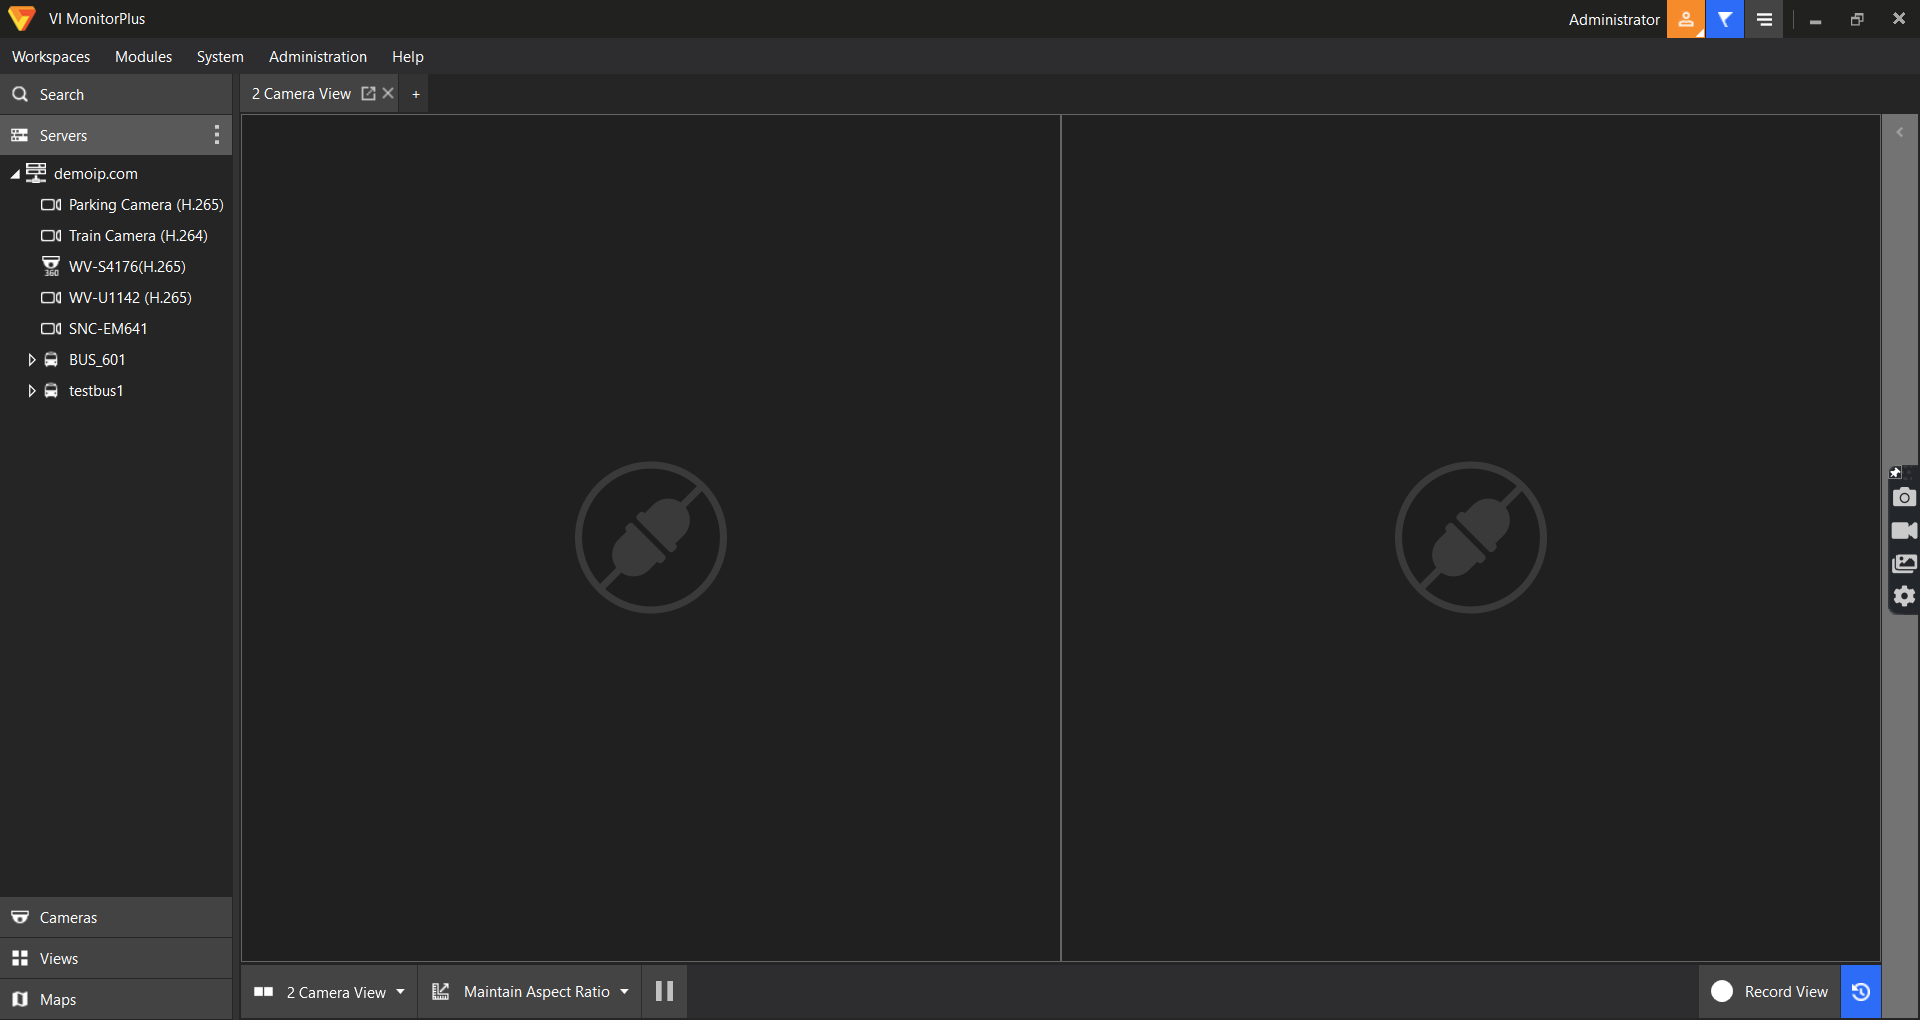 VI MonitorPlus
Administrator
Workspaces Modules System Administration Help
Search
2 Camera View +
Servers
demoip.com
Parking Camera (H.265)
Train Camera (H.264)
360
WV-S4176(H.265)
WV-U1142 (H.265)
SNC-EM641
BUS_601
testbus1
Cameras
Views
Maps
2 Camera View
Maintain Aspect Ratio
Record View